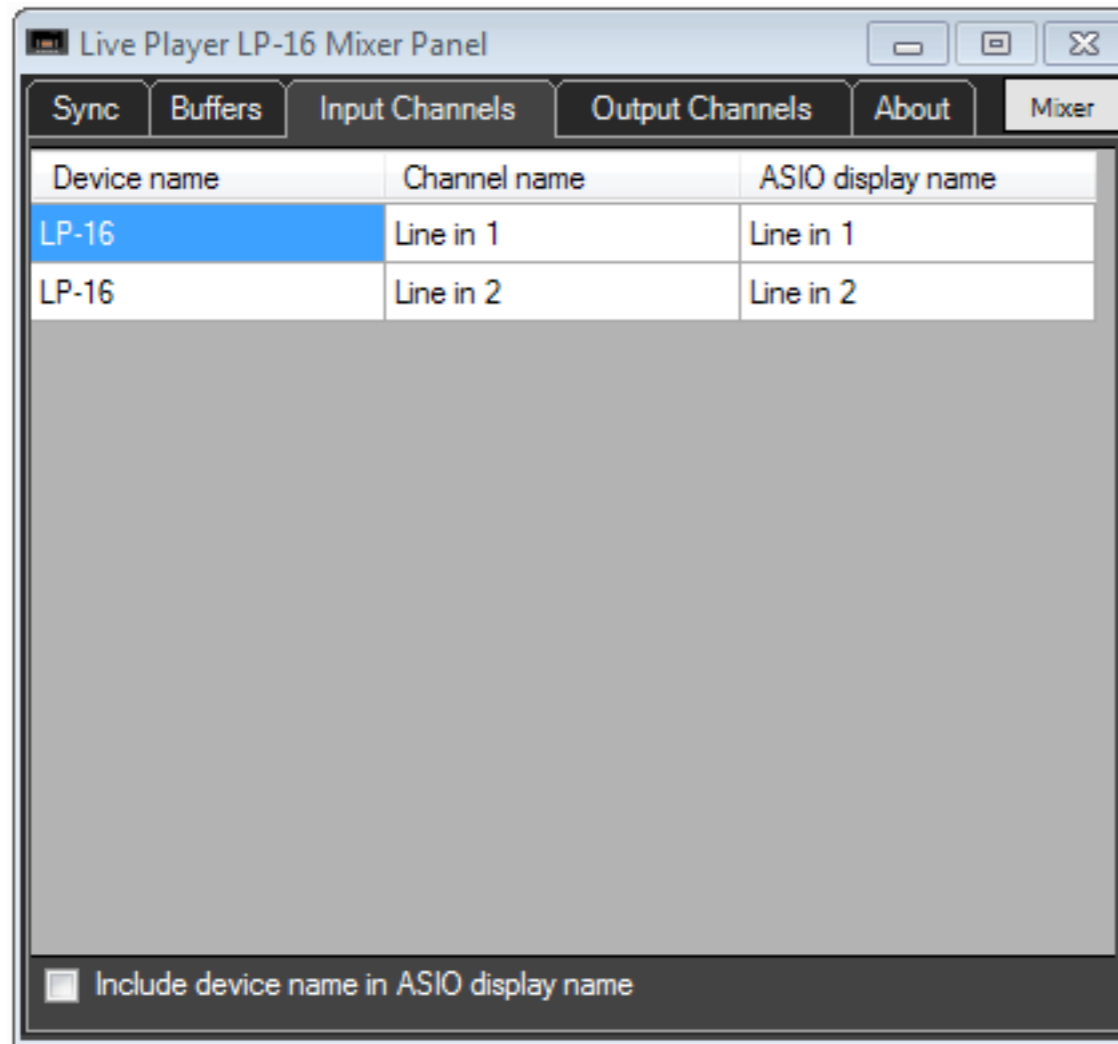 Live Player LP-16 Mixer Panel
Sync Buffers Input Channels Output Channels About Mixer
Device name Channel name ASIO display name
LP-16 Line in 1 Line in 1
LP-16 Line in 2 Line in 2
Include device name in ASIO display name